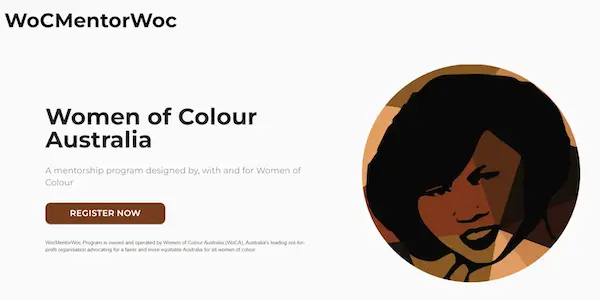 WoCMentorWoc
Women of Colour
Australia
A mentorship program designed by, with and for Women of
Colour
REGISTER NOW
WocMentorWoc Program is owned and operated by Women of Colour Australia (WoCA), Australia's leading not-for-
profit organisation advocating for a fairer and more equitable Australia for all women of colour